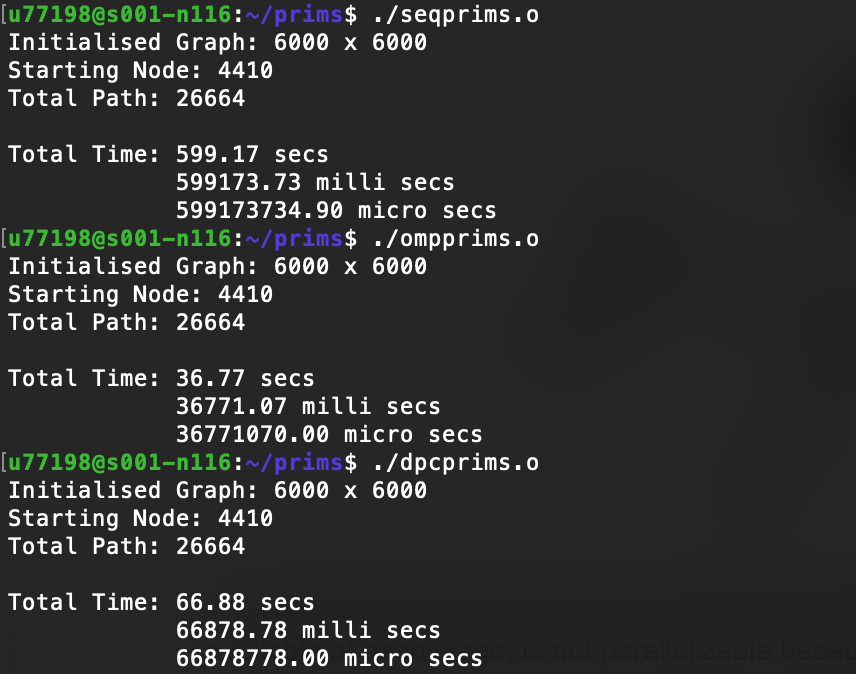 [u77198@s001-n116:~/prims$ ./seqprims.o
Initialised Graph: 6000 x 6000
Starting Node: 4410
Total Path: 26664
Total Time: 599.17 secs
599173.73 milli secs
599173734.90 micro secs
[u77198@s001-n116:~/prims$ ./ompprims.o
Initialised Graph: 6000 x 6000
Starting Node: 4410
Total Path: 26664
Total Time: 36.77 secs
36771.07 milli secs
36771070.00 micro secs
[u77198@s001-n116:~/prims$ ./dpcprims.o
Initialised Graph: 6000 x 6000
Starting Node: 4410
Total Path: 26664
Total Time: 66.88 secs
66878.78 milli secs
66878778.00 micro secs
is not parallelizable becau